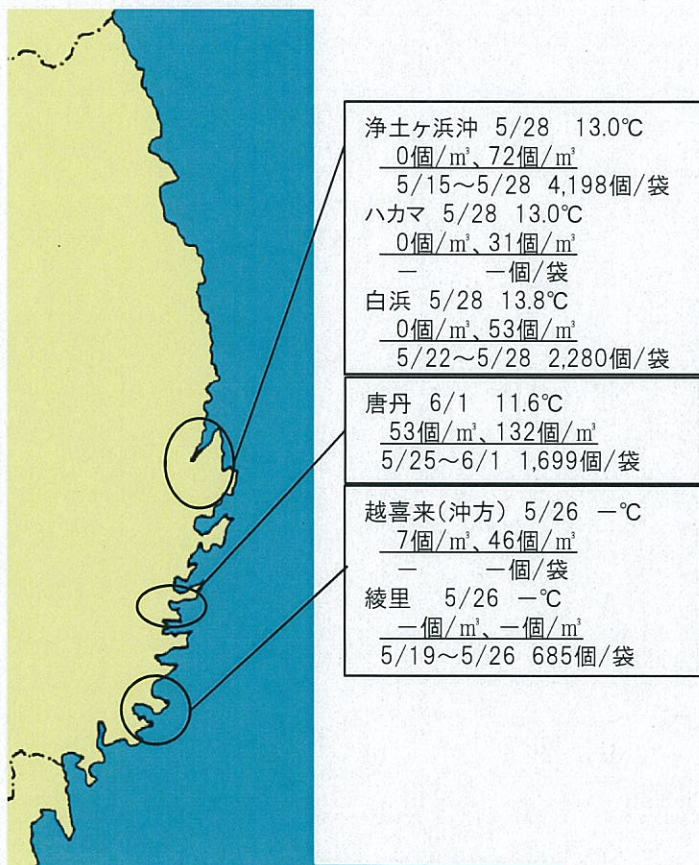 浄土ヶ浜沖 5/28 13.0℃
0個/㎥、72個/㎥
5/15～5/28 4,198個/袋
ハカマ 5/28 13.0℃
0個/㎥、31個/㎥
－ －個/袋
白浜 5/28 13.8℃
0個/㎥、53個/㎥
5/22～5/28 2,280個/袋
唐丹 6/1 11.6℃
53個/㎥、132個/㎥
5/25～6/1 1,699個/袋
越喜来(沖方) 5/26 －℃
7個/㎥、46個/㎥
－ －個/袋
綾里 5/26 －℃
－個/㎥、－個/㎥
5/19～5/26 685個/袋